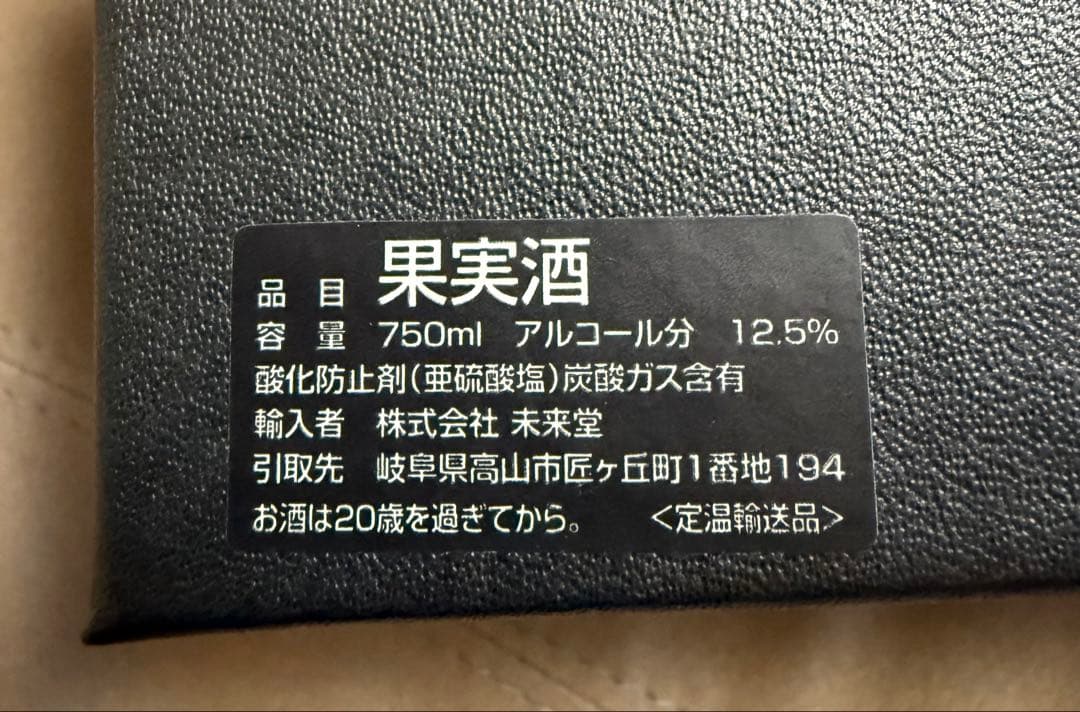 品目 果実酒
容量 750ml アルコール分 12.5%
酸化防止剤(亜硫酸塩)炭酸ガス含有
輸入者 株式会社 未来堂
引取先 岐阜県高山市匠ヶ丘町1番地194
お酒は20歳を過ぎてから。 <定温輸送品>